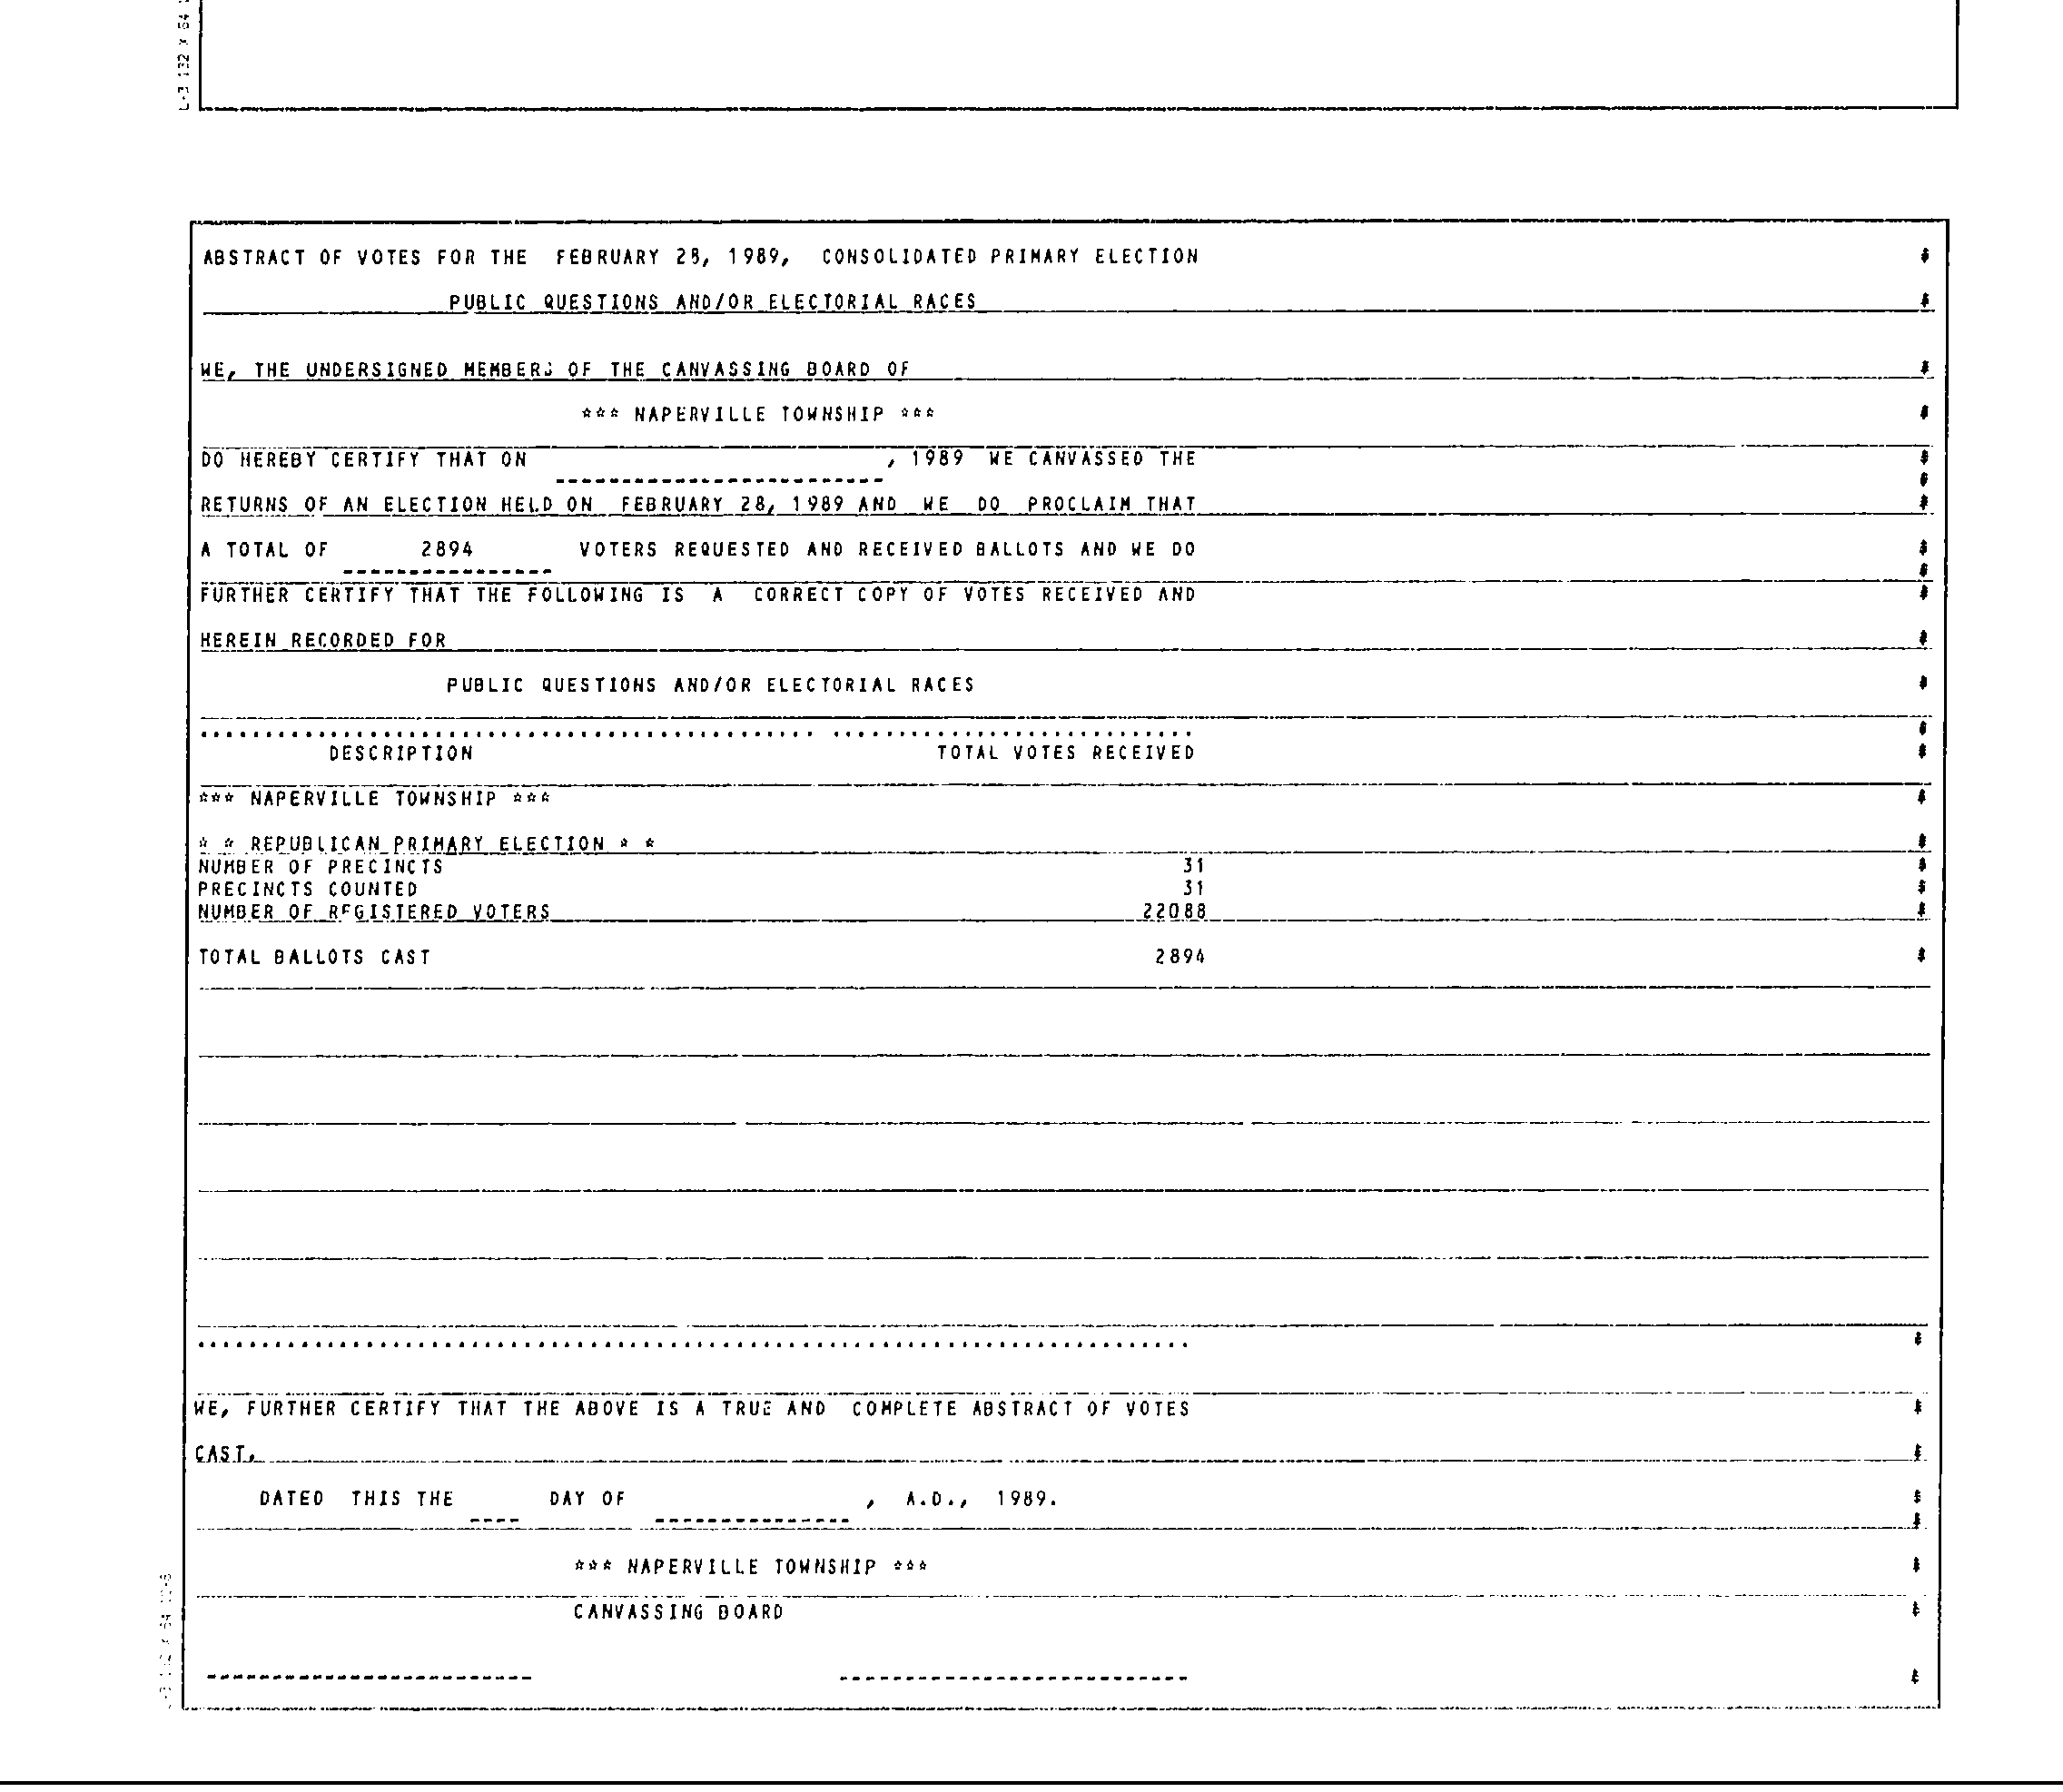 ABSTRACT OF VOTES FOR THE FEBRUARY 28, 1989, CONSOLIDATED PRIMARY ELECTION
PUBLIC QUESTIONS AND/OR ELECTORIAL RACES
WE, THE UNDERSIGNED MEMBERS OF THE CANVASSING BOARD OF
*** NAPERVILLE TOWNSHIP ***
DO HEREBY CERTIFY THAT ON , 1989 WE CANVASSED THE
RETURNS OF AN ELECTION HELD ON FEBRUARY 28, 1989 AND WE DO PROCLAIM THAT
A TOTAL OF 2894 VOTERS REQUESTED AND RECEIVED BALLOTS AND WE DO
FURTHER CERTIFY THAT THE FOLLOWING IS A CORRECT COPY OF VOTES RECEIVED AND
HEREIN RECORDED FOR
PUBLIC QUESTIONS AND/OR ELECTORIAL RACES
DESCRIPTION TOTAL VOTES RECEIVED
*** NAPERVILLE TOWNSHIP ***
* * REPUBLICAN PRIMARY ELECTION * *
NUMBER OF PRECINCTS 31
PRECINCTS COUNTED 31
NUMBER OF REGISTERED VOTERS 22088
TOTAL BALLOTS CAST 2894
WE, FURTHER CERTIFY THAT THE ABOVE IS A TRUE AND COMPLETE ABSTRACT OF VOTES
CAST.
DATED THIS THE ---- DAY OF --------------- , A.D., 1989.
*** NAPERVILLE TOWNSHIP ***
CANVASSING BOARD